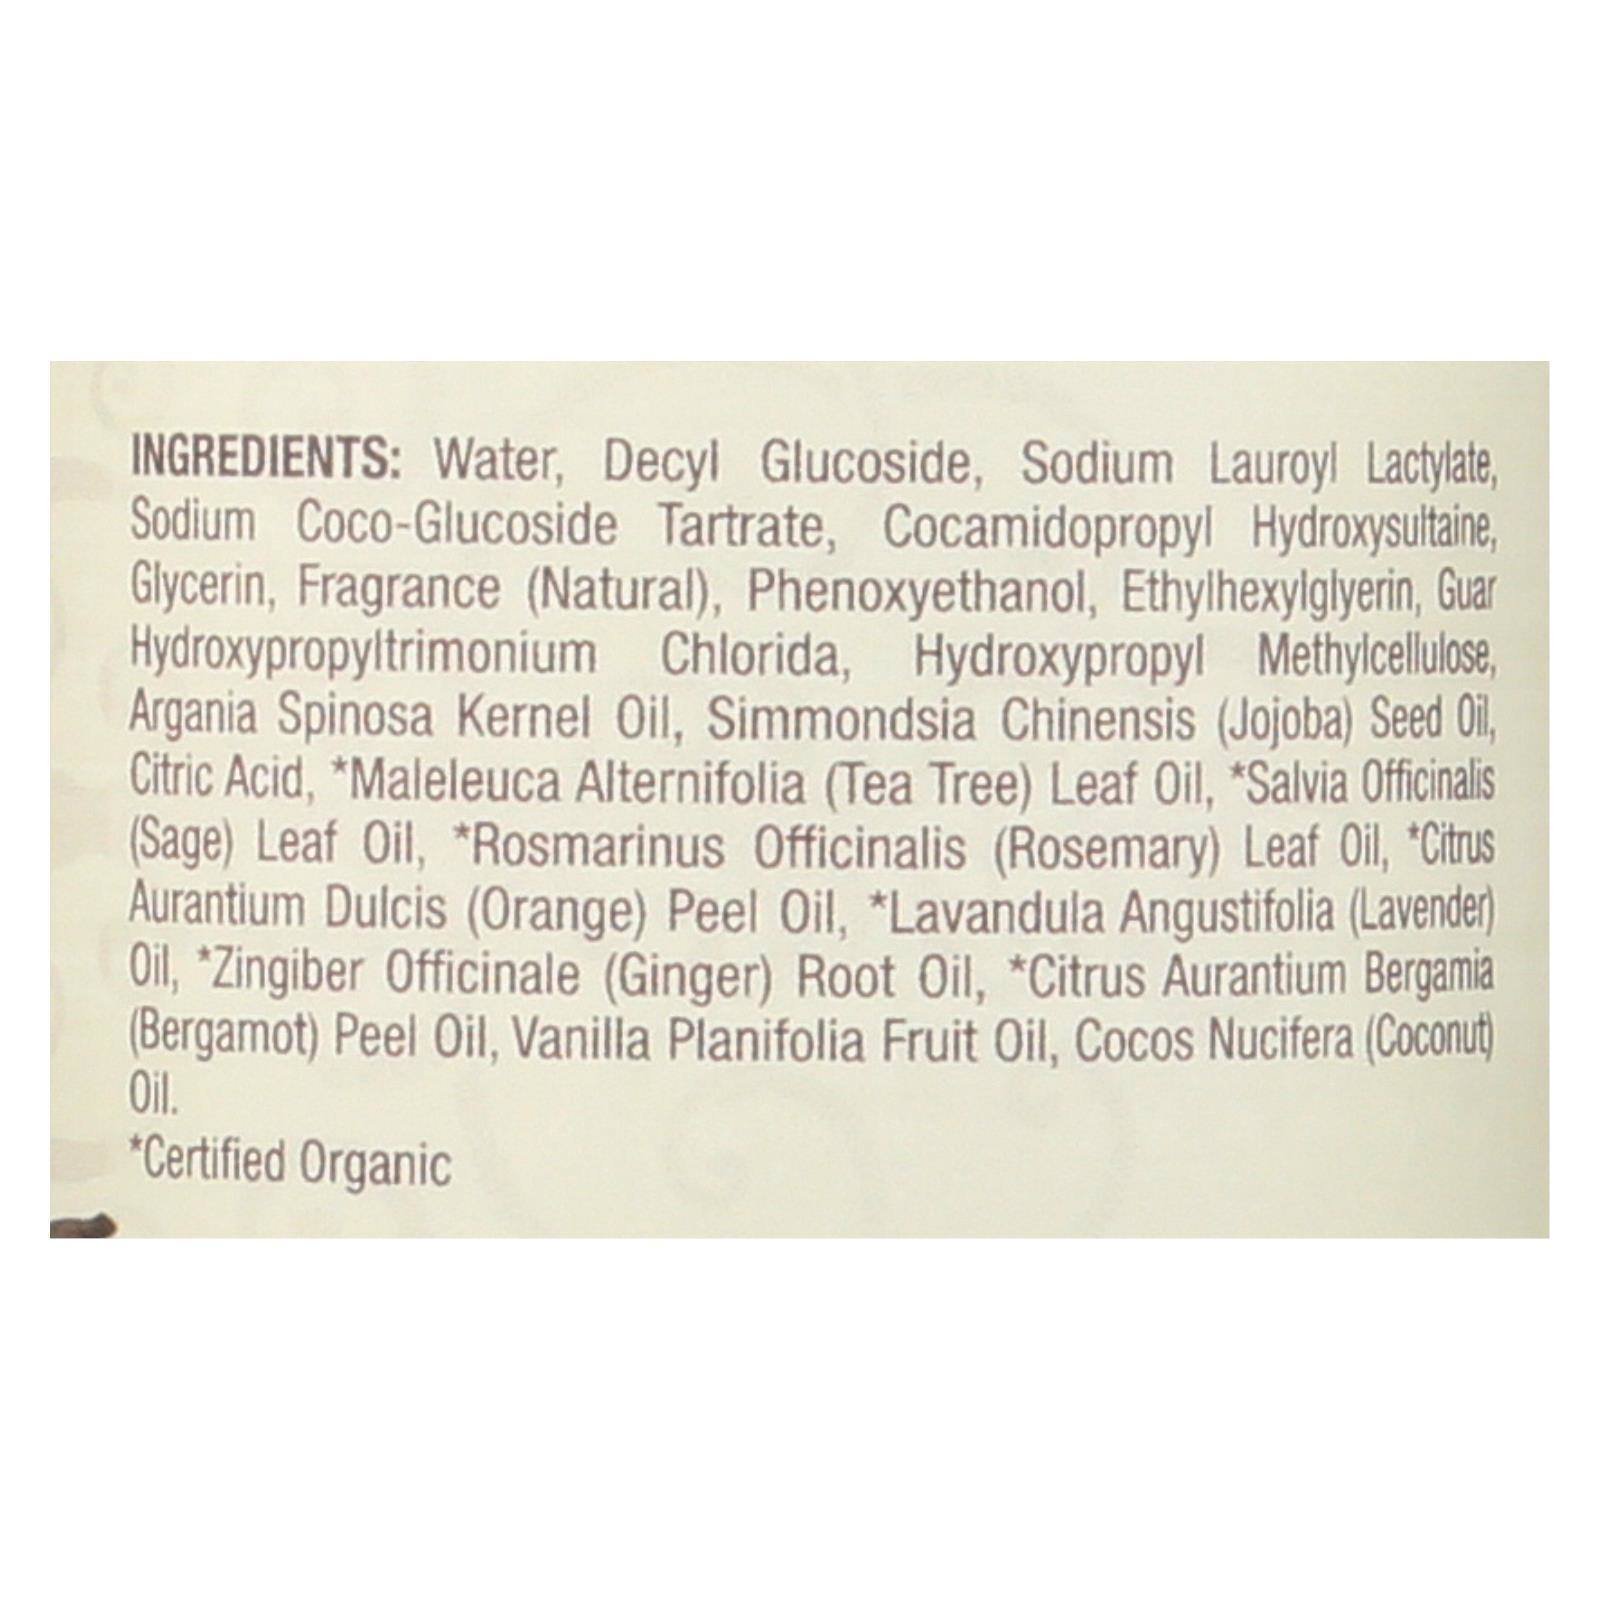 INGREDIENTS: Water, Decyl Glucoside, Sodium Lauroyl Lactylate,
Sodium Coco-Glucoside Tartrate, Cocamidopropyl Hydroxysultaine,
Glycerin, Fragrance (Natural), Phenoxyethanol, Ethylhexylglyerin, Guar
Hydroxypropyltrimonium Chlorida, Hydroxypropyl Methylcellulose,
Argania Spinosa Kernel Oil, Simmondsia Chinensis (Jojoba) Seed Oil,
Citric Acid, *Maleleuca Alternifolia (Tea Tree) Leaf Oil, *Salvia Officinalis
(Sage) Leaf Oil, *Rosmarinus Officinalis (Rosemary) Leaf Oil, *Citrus
Aurantium Dulcis (Orange) Peel Oil, *Lavandula Angustifolia (Lavender)
Oil, *Zingiber Officinale (Ginger) Root Oil, *Citrus Aurantium Bergamia
(Bergamot) Peel Oil, Vanilla Planifolia Fruit Oil, Cocos Nucifera (Coconut)
Oil.
*Certified Organic